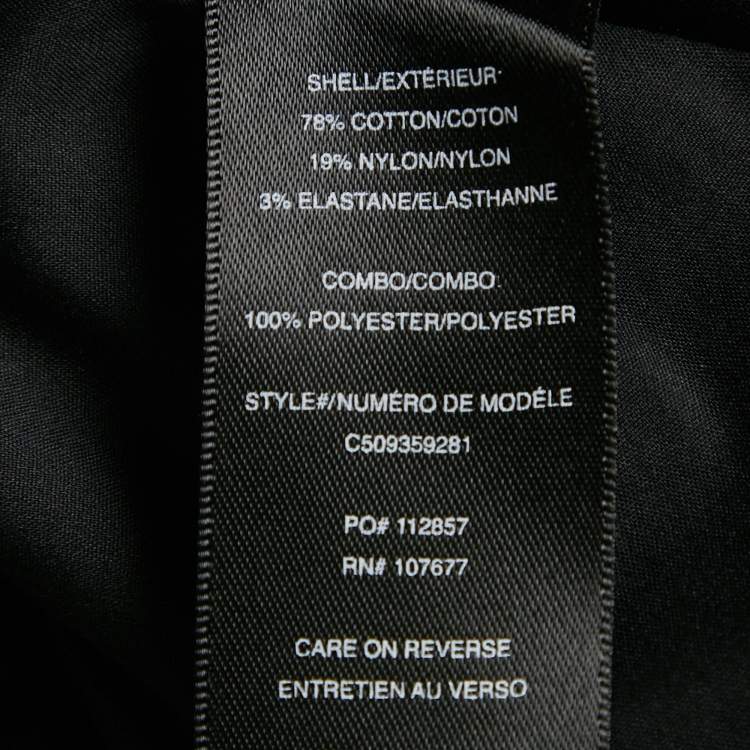 SHELL/EXTÉRIEUR:
78% COTTON/COTON
19% NYLON/NYLON
3% ELASTANE/ELASTHANNE
COMBO/COMBO:
100% POLYESTER/POLYESTER
STYLE#/NUMÉRO DE MODÉLE
C509359281
PO# 112857
RN# 107677
CARE ON REVERSE
ENTRETIEN AU VERSO